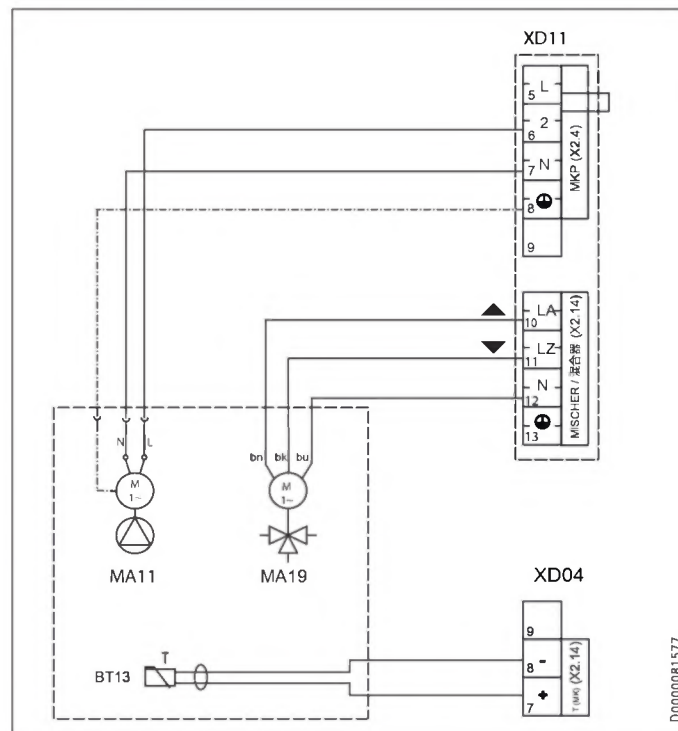 XD11
L
5
2
6
N
7
8
9
MKP (X2.4)
LA
10
LZ
11
N
12
13
MISCHER / 混合器 (X2.14)
N
L
M
1~
MA11
bn
bk
bu
M
1~
MA19
T
BT13
XD04
9
8
-
7
+
T (MK) (X2.14)
D0000081577